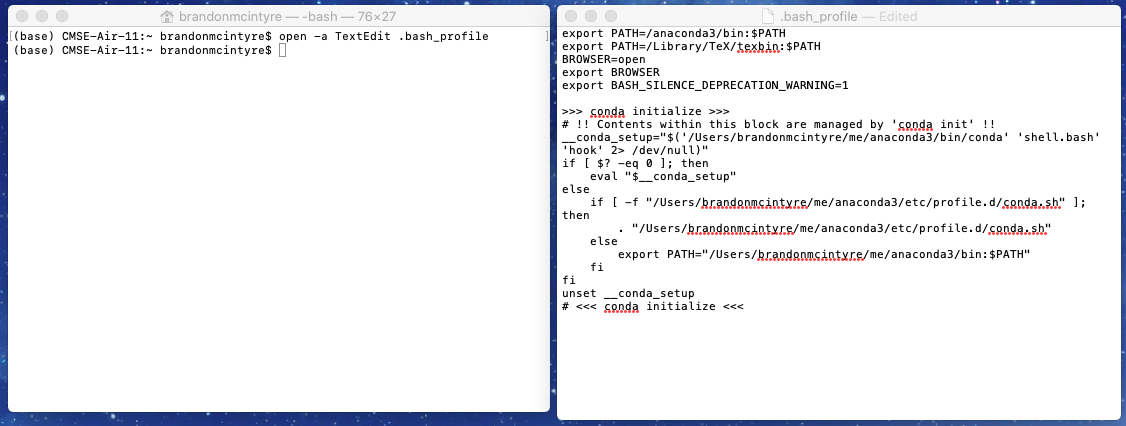 brandonmcintyre — -bash — 76×27
[(base) CMSE-Air-11:~ brandonmcintyre$ open -a TextEdit .bash_profile ]
(base) CMSE-Air-11:~ brandonmcintyre$
.bash_profile — Edited
export PATH=/anaconda3/bin:$PATH
export PATH=/Library/TeX/texbin:$PATH
BROWSER=open
export BROWSER
export BASH_SILENCE_DEPRECATION_WARNING=1
>>> conda initialize >>>
# !! Contents within this block are managed by 'conda init' !!
__conda_setup="$('/Users/brandonmcintyre/me/anaconda3/bin/conda' 'shell.bash'
'hook' 2> /dev/null)"
if [ $? -eq 0 ]; then
    eval "$__conda_setup"
else
    if [ -f "/Users/brandonmcintyre/me/anaconda3/etc/profile.d/conda.sh" ];
then
        . "/Users/brandonmcintyre/me/anaconda3/etc/profile.d/conda.sh"
    else
        export PATH="/Users/brandonmcintyre/me/anaconda3/bin:$PATH"
    fi
fi
unset __conda_setup
# <<< conda initialize <<<